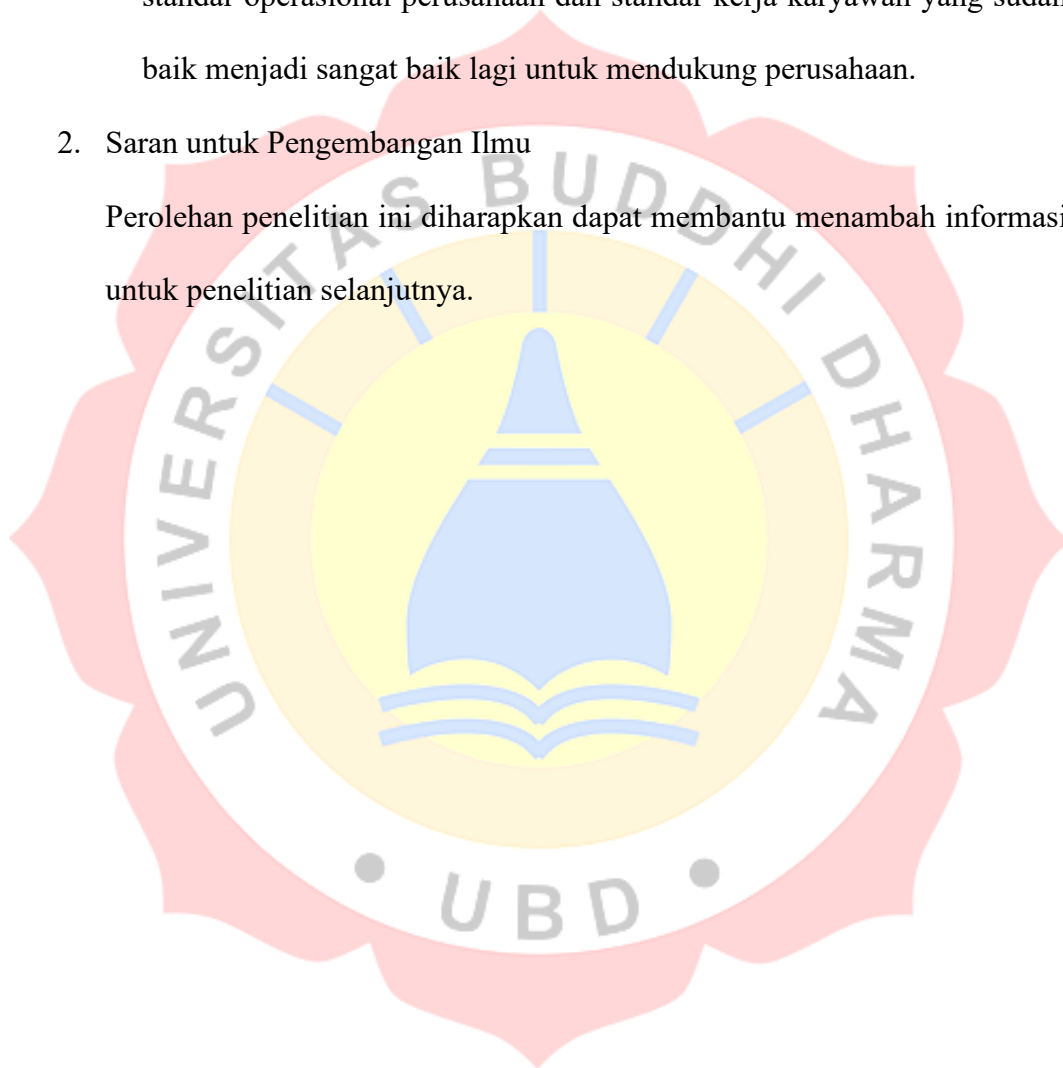 standar operasional perusahaan dan standar kerja karyawan yang sudah
baik menjadi sangat baik lagi untuk mendukung perusahaan.
2. Saran untuk Pengembangan Ilmu
Perolehan penelitian ini diharapkan dapat membantu menambah informasi
untuk penelitian selanjutnya.
UNIVERSITAS BUDDHI DHARMA
• UBD •